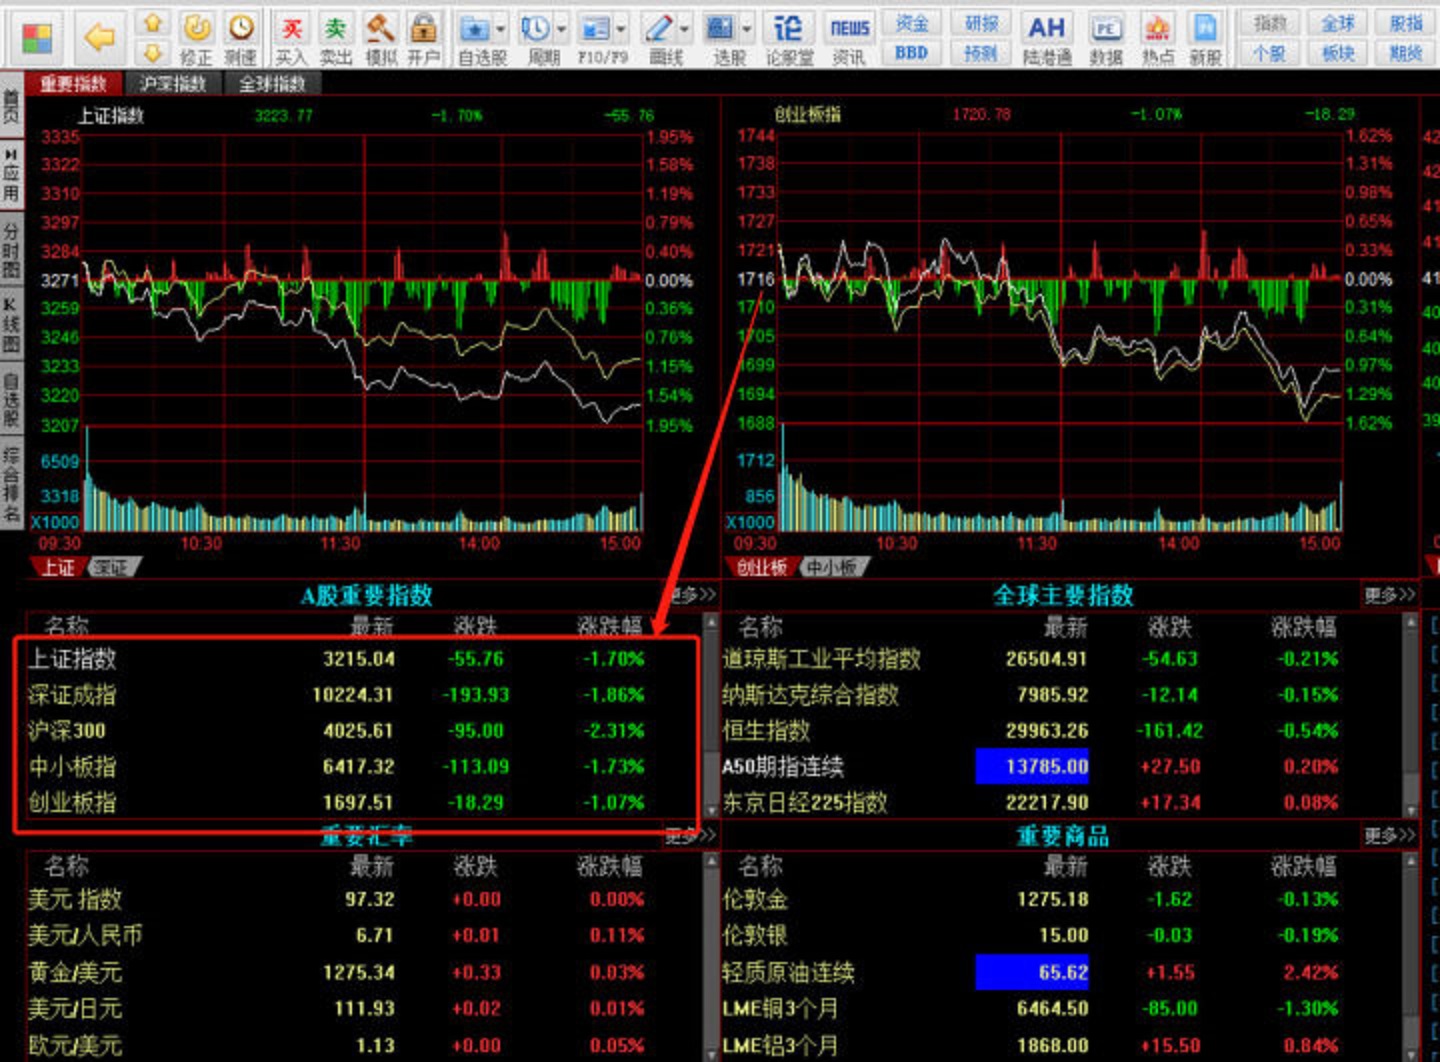 修正 测速 买入 卖出 模拟 开户 自选股 周期 F10/F9 画线 选股 论股堂 资讯 陆港通 数据 热点 新股
买 卖 论 NEWS AH PE
资金 研报 指数 全球 股指
BBD 预测 个股 板块 期货
重要指数 沪深指数 全球指数
首页
应用
分时图
K线图
自选股
综合排名
上证指数 3223.77 -1.70% -55.76
3335 1.95%
3322 1.58%
3310 1.19%
3297 0.79%
3284 0.40%
3271 0.00%
3259 0.36%
3246 0.76%
3233 1.15%
3220 1.54%
3207 1.95%
6509
3318
X1000
09:30 10:30 11:30 14:00 15:00
上证 深证
创业板指 1720.78 -1.07% -18.29
1744 1.62%
1738 1.31%
1733 0.98%
1727 0.65%
1721 0.33%
1716 0.00%
1710 0.31%
1705 0.64%
1699 0.97%
1694 1.29%
1688 1.62%
1712
856
X1000
09:30 10:30 11:30 14:00 15:00
创业板 中小板
A股重要指数 更多>>
名称 最新 涨跌 涨跌幅
上证指数 3215.04 -55.76 -1.70%
深证成指 10224.31 -193.93 -1.86%
沪深300 4025.61 -95.00 -2.31%
中小板指 6417.32 -113.09 -1.73%
创业板指 1697.51 -18.29 -1.07%
全球主要指数 更多>>
名称 最新 涨跌 涨跌幅
道琼斯工业平均指数 26504.91 -54.63 -0.21%
纳斯达克综合指数 7985.92 -12.14 -0.15%
恒生指数 29963.26 -161.42 -0.54%
A50期指连续 13785.00 +27.50 0.20%
东京日经225指数 22217.90 +17.34 0.08%
重要汇率 更多>>
名称 最新 涨跌 涨跌幅
美元 指数 97.32 +0.00 0.00%
美元/人民币 6.71 +0.01 0.11%
黄金/美元 1275.34 +0.33 0.03%
美元/日元 111.93 +0.02 0.01%
欧元/美元 1.13 +0.00 0.05%
重要商品 更多>>
名称 最新 涨跌 涨跌幅
伦敦金 1275.18 -1.62 -0.13%
伦敦银 15.00 -0.03 -0.19%
轻质原油连续 65.62 +1.55 2.42%
LME铜3个月 6464.50 -85.00 -1.30%
LME铝3个月 1868.00 +15.50 0.84%